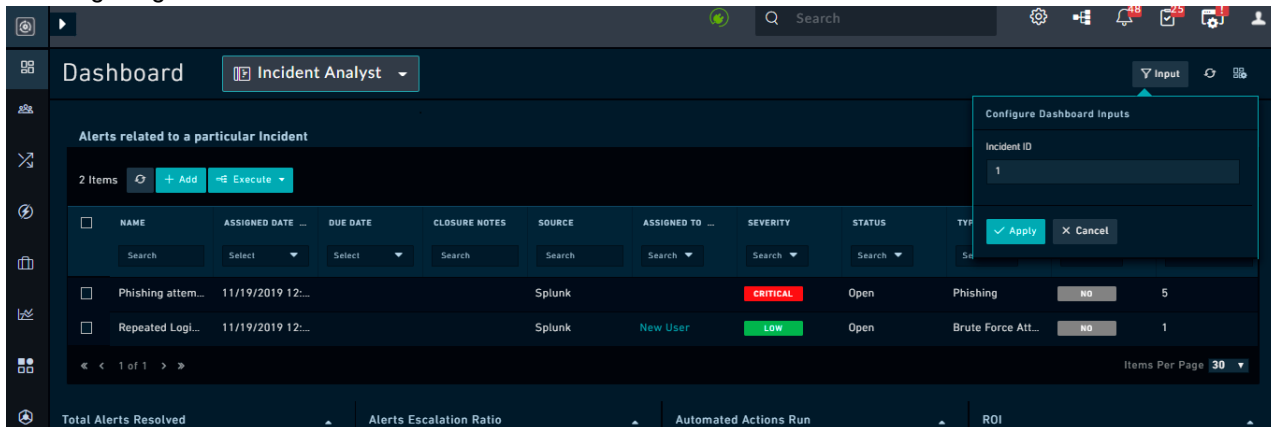 Search
48
25
!
Dashboard
Incident Analyst
Input
Configure Dashboard Inputs
Incident ID
1
Apply
Cancel
Alerts related to a particular Incident
2 Items
+ Add
Execute
NAME ASSIGNED DATE ... DUE DATE CLOSURE NOTES SOURCE ASSIGNED TO ... SEVERITY STATUS TYP
Search Select Select Search Search Search Search Search Se
Phishing attem... 11/19/2019 12:... Splunk CRITICAL Open Phishing NO 5
Repeated Logi... 11/19/2019 12:... Splunk New User LOW Open Brute Force Att... NO 1
« < 1 of 1 > »
Items Per Page 30
Total Alerts Resolved
Alerts Escalation Ratio
Automated Actions Run
ROI